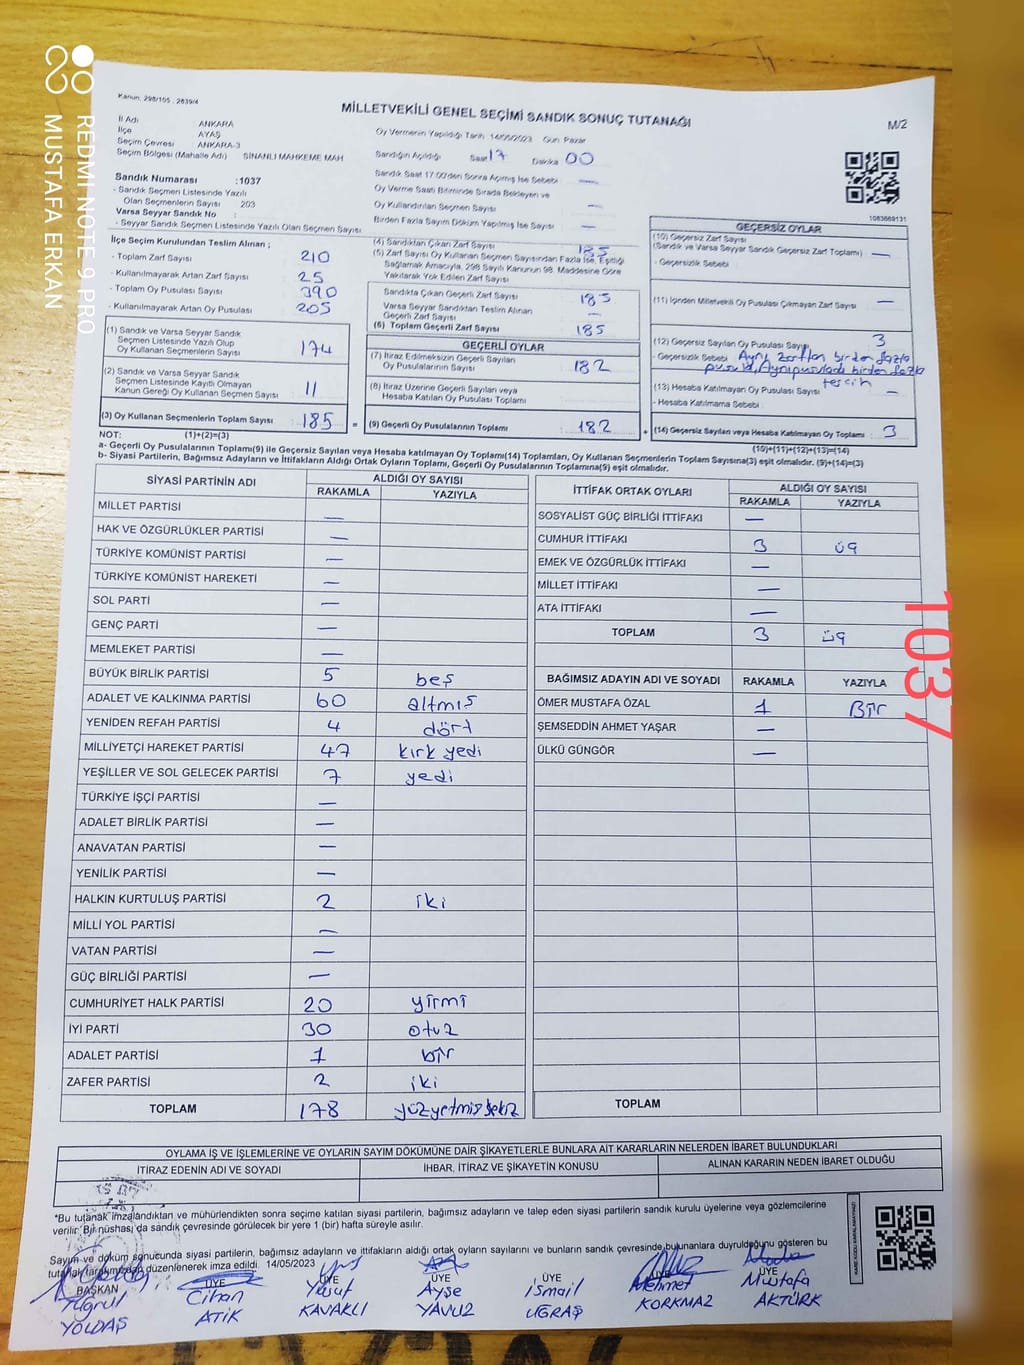 REDMI NOTE 9 PRO
MUSTAFA ERKAN
Kanun, 298/105 , 2839/4
MİLLETVEKİLİ GENEL SEÇİMİ SANDIK SONUÇ TUTANAĞI
M/2
İl Adı : ANKARA
İlçe : AYAŞ
Seçim Çevresi : ANKARA-3
Seçim Bölgesi (Mahalle Adı) : SİNANLI MAHKEME MAH
Sandık Numarası :1037
- Sandık Seçmen Listesinde Yazılı
Olan Seçmenlerin Sayısı 203
Varsa Seyyar Sandık No :
- Seyyar Sandık Seçmen Listesinde Yazılı Olan Seçmen Sayısı
Oy Vermenin Yapıldığı Tarih 14/05/2023 Gün Pazar
Sandığın Açıldığı Saat 17 Dakika 00
Sandık Saat 17.00'den Sonra Açılmış İse Sebebi —
Oy Verme Saati Bitiminde Sırada Bekleyen ve
Oy Kullandırılan Seçmen Sayısı —
Birden Fazla Sayım Döküm Yapılmış İse Sayısı —
1083669131
İlçe Seçim Kurulundan Teslim Alınan ;
- Toplam Zarf Sayısı 210
- Kullanılmayarak Artan Zarf Sayısı 25
- Toplam Oy Pusulası Sayısı 390
- Kullanılmayarak Artan Oy Pusulası 205
(1) Sandık ve Varsa Seyyar Sandık
Seçmen Listesinde Yazılı Olup
Oy Kullanan Seçmenlerin Sayısı 174
(2) Sandık ve Varsa Seyyar Sandık
Seçmen Listesinde Kayıtlı Olmayan
Kanun Gereği Oy Kullanan Seçmen Sayısı 11
(3) Oy Kullanan Seçmenlerin Toplam Sayısı 185 =
(4) Sandıktan Çıkan Zarf Sayısı 185
(5) Zarf Sayısı Oy Kullanan Seçmen Sayısından Fazla İse, Eşitliği
Sağlamak Amacıyla, 298 Sayılı Kanunun 98. Maddesine Göre
Yakılarak Yok Edilen Zarf Sayısı
Sandıkta Çıkan Geçerli Zarf Sayısı 185
Varsa Seyyar Sandıktan Teslim Alınan
Geçerli Zarf Sayısı —
(6) Toplam Geçerli Zarf Sayısı 185
GEÇERLİ OYLAR
(7) İtiraz Edilmeksizin Geçerli Sayılan
Oy Pusulalarının Sayısı 182
(8) İtiraz Üzerine Geçerli Sayılan veya
Hesaba Katılan Oy Pusulası Toplamı
(9) Geçerli Oy Pusulalarının Toplamı 182 +
GEÇERSİZ OYLAR
(10) Geçersiz Zarf Sayısı
(Sandık ve Varsa Seyyar Sandık Geçersiz Zarf Toplamı) —
- Geçersizlik Sebebi
(11) İçinden Milletvekili Oy Pusulası Çıkmayan Zarf Sayısı —
(12) Geçersiz Sayılan Oy Pusulası Sayısı 3
- Geçersizlik Sebebi Aynı zarftan birden fazla
pusula, Aynı pusulada birden fazla
tercih
(13) Hesaba Katılmayan Oy Pusulası Sayısı —
- Hesaba Katılmama Sebebi :
(14) Geçersiz Sayılan veya Hesaba Katılmayan Oy Toplamı 3
NOT: (1)+(2)=(3) (10)+(11)+(12)+(13)=(14)
a- Geçerli Oy Pusulalarının Toplamı(9) ile Geçersiz Sayılan veya Hesaba katılmayan Oy Toplamı(14) Toplamları, Oy Kullanan Seçmenlerin Toplam Sayısına(3) eşit olmalıdır. (9)+(14)=(3)
b- Siyasi Partilerin, Bağımsız Adayların ve İttifakların Aldığı Ortak Oyların Toplamı, Geçerli Oy Pusulalarının Toplamına(9) eşit olmalıdır.
SİYASİ PARTİNİN ADI ALDIĞI OY SAYISI
RAKAMLA YAZIYLA
MİLLET PARTİSİ —
HAK VE ÖZGÜRLÜKLER PARTİSİ —
TÜRKİYE KOMÜNİST PARTİSİ —
TÜRKİYE KOMÜNİST HAREKETİ —
SOL PARTİ —
GENÇ PARTİ —
MEMLEKET PARTİSİ —
BÜYÜK BİRLİK PARTİSİ 5 beş
ADALET VE KALKINMA PARTİSİ 60 altmış
YENİDEN REFAH PARTİSİ 4 dört
MİLLİYETÇİ HAREKET PARTİSİ 47 kırk yedi
YEŞİLLER VE SOL GELECEK PARTİSİ 7 yedi
TÜRKİYE İŞÇİ PARTİSİ —
ADALET BİRLİK PARTİSİ —
ANAVATAN PARTİSİ —
YENİLİK PARTİSİ —
HALKIN KURTULUŞ PARTİSİ 2 iki
MİLLİ YOL PARTİSİ —
VATAN PARTİSİ —
GÜÇ BİRLİĞİ PARTİSİ —
CUMHURİYET HALK PARTİSİ 20 yirmi
İYİ PARTİ 30 otuz
ADALET PARTİSİ 1 bir
ZAFER PARTİSİ 2 iki
TOPLAM 178 yüzyetmişsekiz
İTTİFAK ORTAK OYLARI ALDIĞI OY SAYISI
RAKAMLA YAZIYLA
SOSYALİST GÜÇ BİRLİĞİ İTTİFAKI —
CUMHUR İTTİFAKI 3 üç
EMEK VE ÖZGÜRLÜK İTTİFAKI —
MİLLET İTTİFAKI —
ATA İTTİFAKI —
TOPLAM 3 üç
BAĞIMSIZ ADAYIN ADI VE SOYADI RAKAMLA YAZIYLA
ÖMER MUSTAFA ÖZAL 1 Bir
ŞEMSEDDİN AHMET YAŞAR —
ÜLKÜ GÜNGÖR —
TOPLAM
1037
OYLAMA İŞ VE İŞLEMLERİNE VE OYLARIN SAYIM DÖKÜMÜNE DAİR ŞİKAYETLERLE BUNLARA AİT KARARLARIN NELERDEN İBARET BULUNDUKLARI
İTİRAZ EDENİN ADI VE SOYADI İHBAR, İTİRAZ VE ŞİKAYETİN KONUSU ALINAN KARARIN NEDEN İBARET OLDUĞU
*Bu tutanak imzalandıktan ve mühürlendikten sonra seçime katılan siyasi partilerin, bağımsız adayların ve talep eden siyasi partilerin sandık kurulu üyelerine veya gözlemcilerine
verilir. Bir nüshası da sandık çevresinde görülecek bir yere 1 (bir) hafta süreyle asılır.
Sayım ve döküm sonucunda siyasi partilerin, bağımsız adayların ve ittifakların aldığı ortak oyların sayılarını ve bunların sandık çevresinde bulunanlara duyrulduğunu gösteren bu
tutanak tarafımızdan düzenlenerek imza edildi. 14/05/2023
BAŞKAN ÜYE ÜYE ÜYE ÜYE ÜYE ÜYE
Tuğrul Cihan Yusuf Ayşe İsmail Mehmet Mustafa
YOLDAŞ ATİK KAVAKLI YAVUZ UĞRAŞ KORKMAZ AKTÜRK